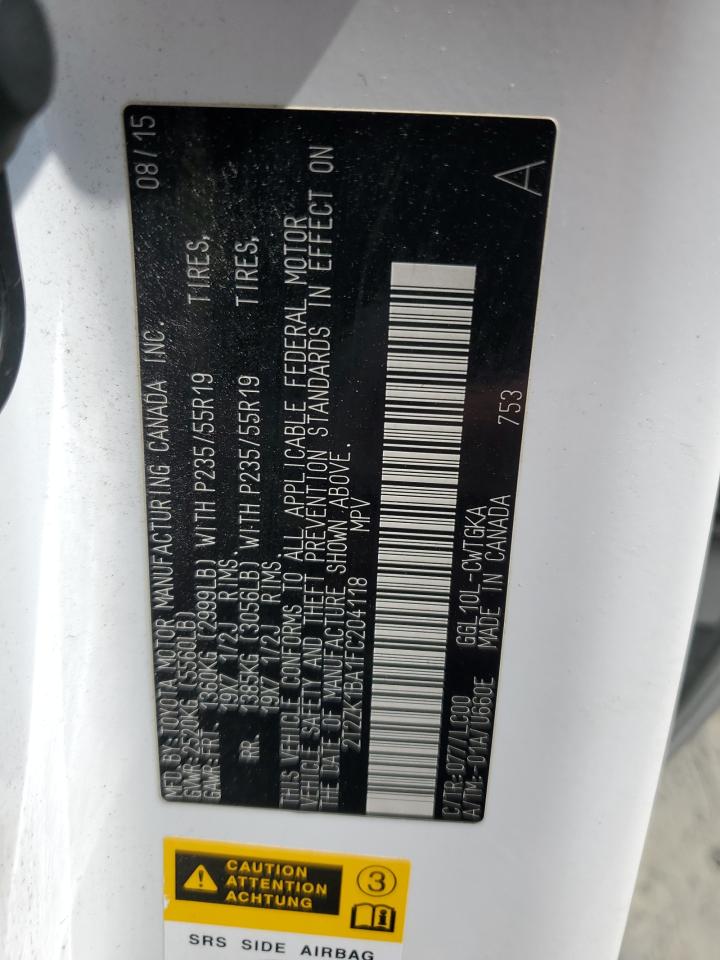 MFD. BY:TOYOTA MOTOR MANUFACTURING CANADA INC. 08/15
GVWR:2520KG (5560LB)
GAWR:FRT. 1360KG (2999LB) WITH P235/55R19 TIRES,
19X7 1/2J RIMS.
RR. 1385KG (3056LB) WITH P235/55R19 TIRES,
19X7 1/2J RIMS.
THIS VEHICLE CONFORMS TO ALL APPLICABLE FEDERAL MOTOR
VEHICLE SAFETY AND THEFT PREVENTION STANDARDS IN EFFECT ON
THE DATE OF MANUFACTURE SHOWN ABOVE.
2T2ZK1BA1FC204118 MPV
C/TR:077/LC00 GGL10L-CWTGKA 753 A
A/TM:-01A/U660E MADE IN CANADA
CAUTION
ATTENTION
ACHTUNG
3
SRS SIDE AIRBAG